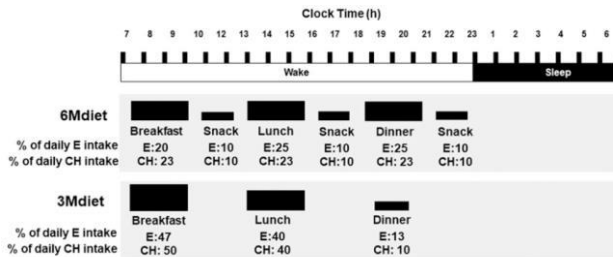 Clock Time (h)
7 8 9 10 11 12 13 14 15 16 17 18 19 20 21 22 23 1 2 3 4 5 6
Wake Sleep
6Mdiet
Breakfast Snack Lunch Snack Dinner Snack
% of daily E intake E:20 E:10 E:25 E:10 E:25 E:10
% of daily CH intake CH: 23 CH:10 CH:23 CH:10 CH: 23 CH:10
3Mdiet
Breakfast Lunch Dinner
% of daily E intake E:47 E:40 E:13
% of daily CH intake CH: 50 CH: 40 CH: 10